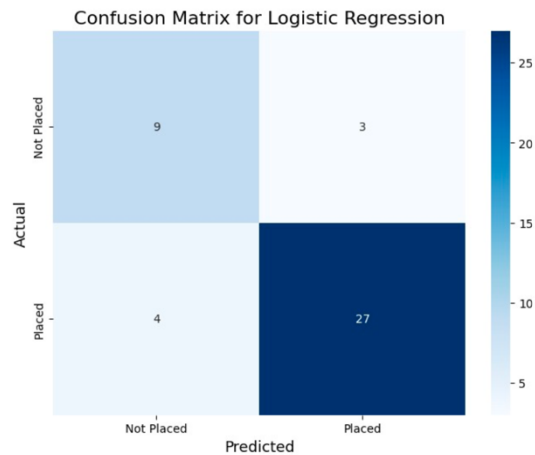 Confusion Matrix for Logistic Regression
Not Placed
9
3
Actual
Placed
4
27
Not Placed
Placed
Predicted
25
20
15
10
5